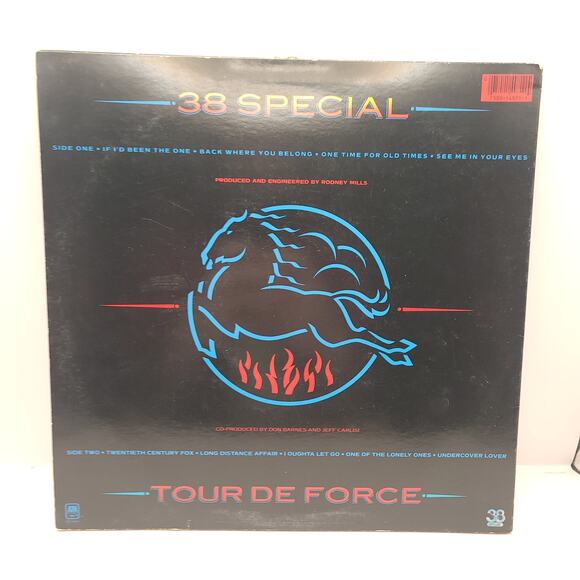 38 SPECIAL
SIDE ONE • IF I'D BEEN THE ONE • BACK WHERE YOU BELONG • ONE TIME FOR OLD TIMES • SEE ME IN YOUR EYES
PRODUCED AND ENGINEERED BY RODNEY MILLS
CO-PRODUCED BY DON BARNES AND JEFF CARLISI
SIDE TWO • TWENTIETH CENTURY FOX • LONG DISTANCE AFFAIR • I OUGHTA LET GO • ONE OF THE LONELY ONES • UNDERCOVER LOVER
TOUR DE FORCE
A&M
38